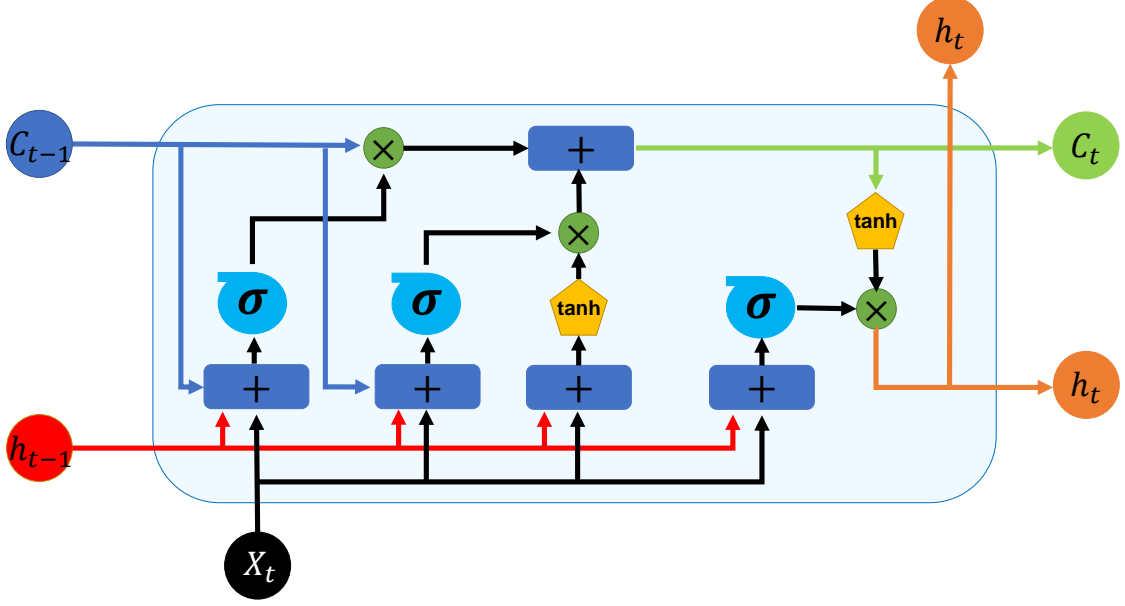 h_t
C_{t-1}
×
+
C_t
tanh
×
σ
σ
tanh
σ
×
+
+
+
+
h_t
h_{t-1}
X_t